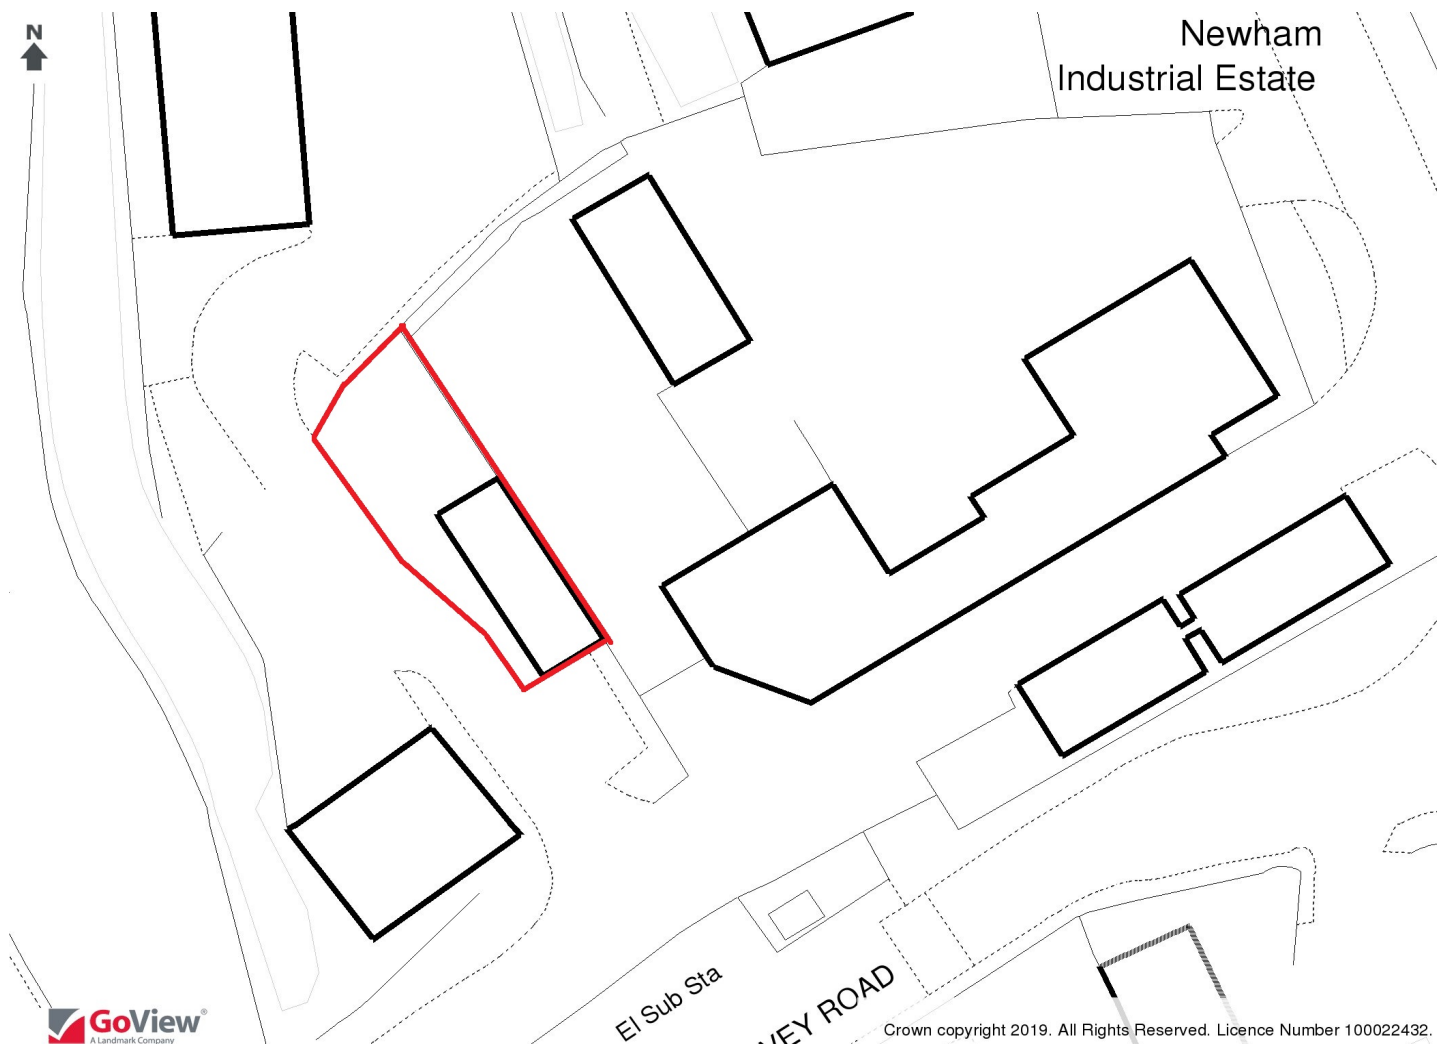 N
Newham
Industrial Estate
El Sub Sta
VEY ROAD
GoView®
A Landmark Company
Crown copyright 2019. All Rights Reserved. Licence Number 100022432.